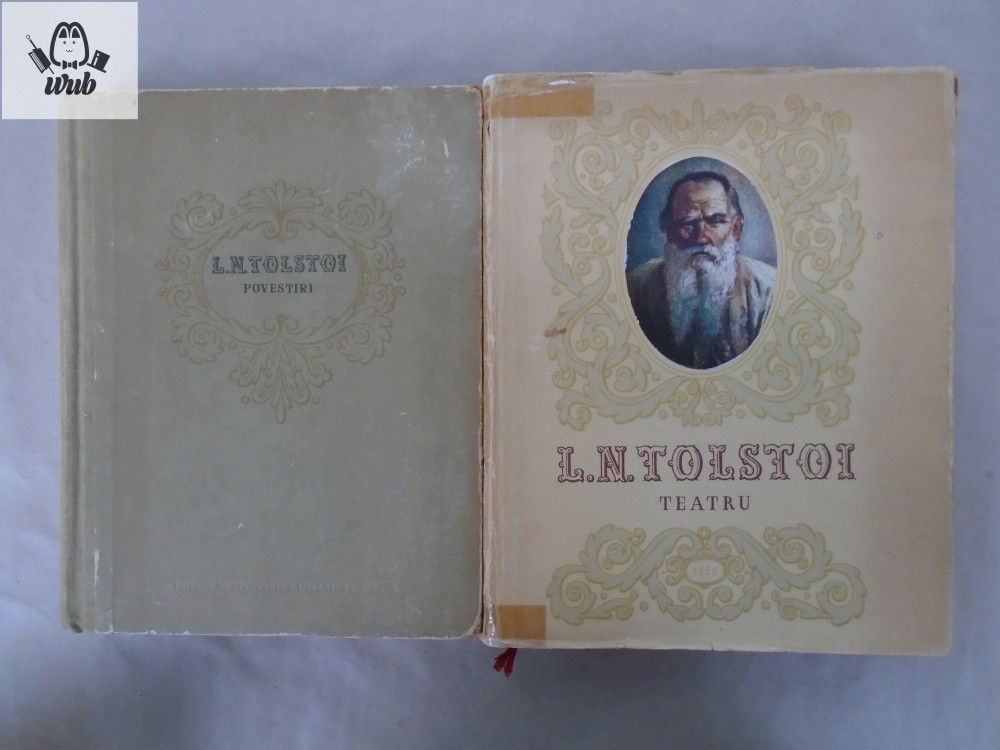 Wub
L.N.TOLSTOI
POVESTIRI
L.N.TOLSTOI
TEATRU